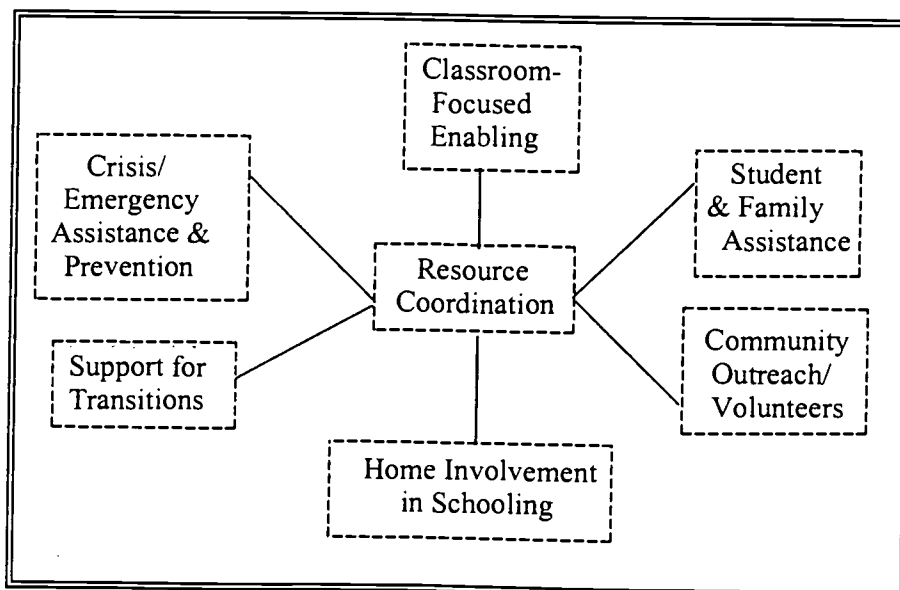 Classroom-
Focused
Enabling
Crisis/
Emergency
Assistance &
Prevention
Student
& Family
Assistance
Resource
Coordination
Support for
Transitions
Community
Outreach/
Volunteers
Home Involvement
in Schooling